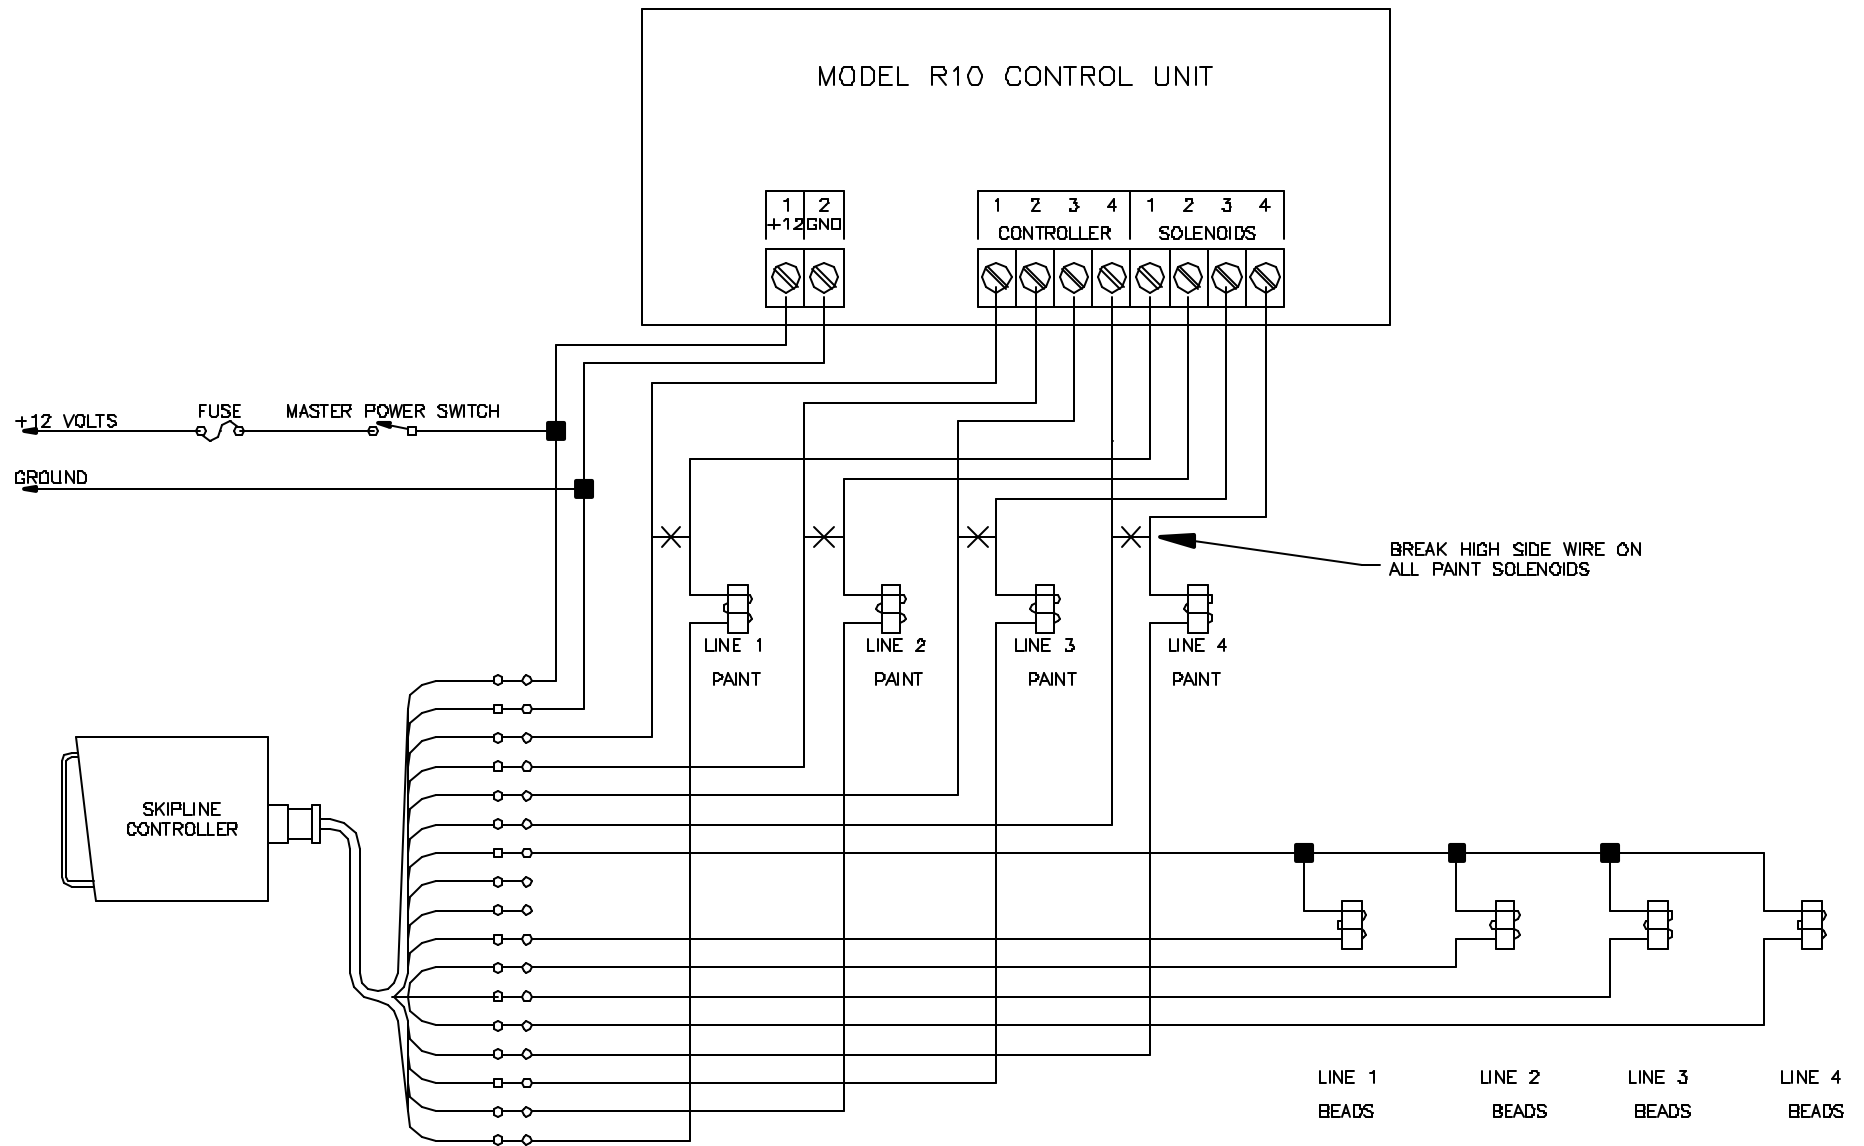 MODEL R10 CONTROL UNIT
1 2
+12 GND
1 2 3 4 1 2 3 4
CONTROLLER SOLENOIDS
+12 VOLTS
FUSE
MASTER POWER SWITCH
GROUND
BREAK HIGH SIDE WIRE ON
ALL PAINT SOLENOIDS
LINE 1
PAINT
LINE 2
PAINT
LINE 3
PAINT
LINE 4
PAINT
SKIPLINE
CONTROLLER
LINE 1
BEADS
LINE 2
BEADS
LINE 3
BEADS
LINE 4
BEADS